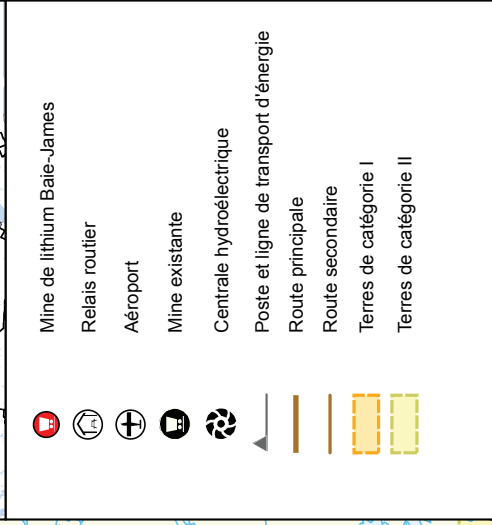 Mine de lithium Baie-James
Relais routier
Aéroport
Mine existante
Centrale hydroélectrique
Poste et ligne de transport d'énergie
Route principale
Route secondaire
Terres de catégorie I
Terres de catégorie II